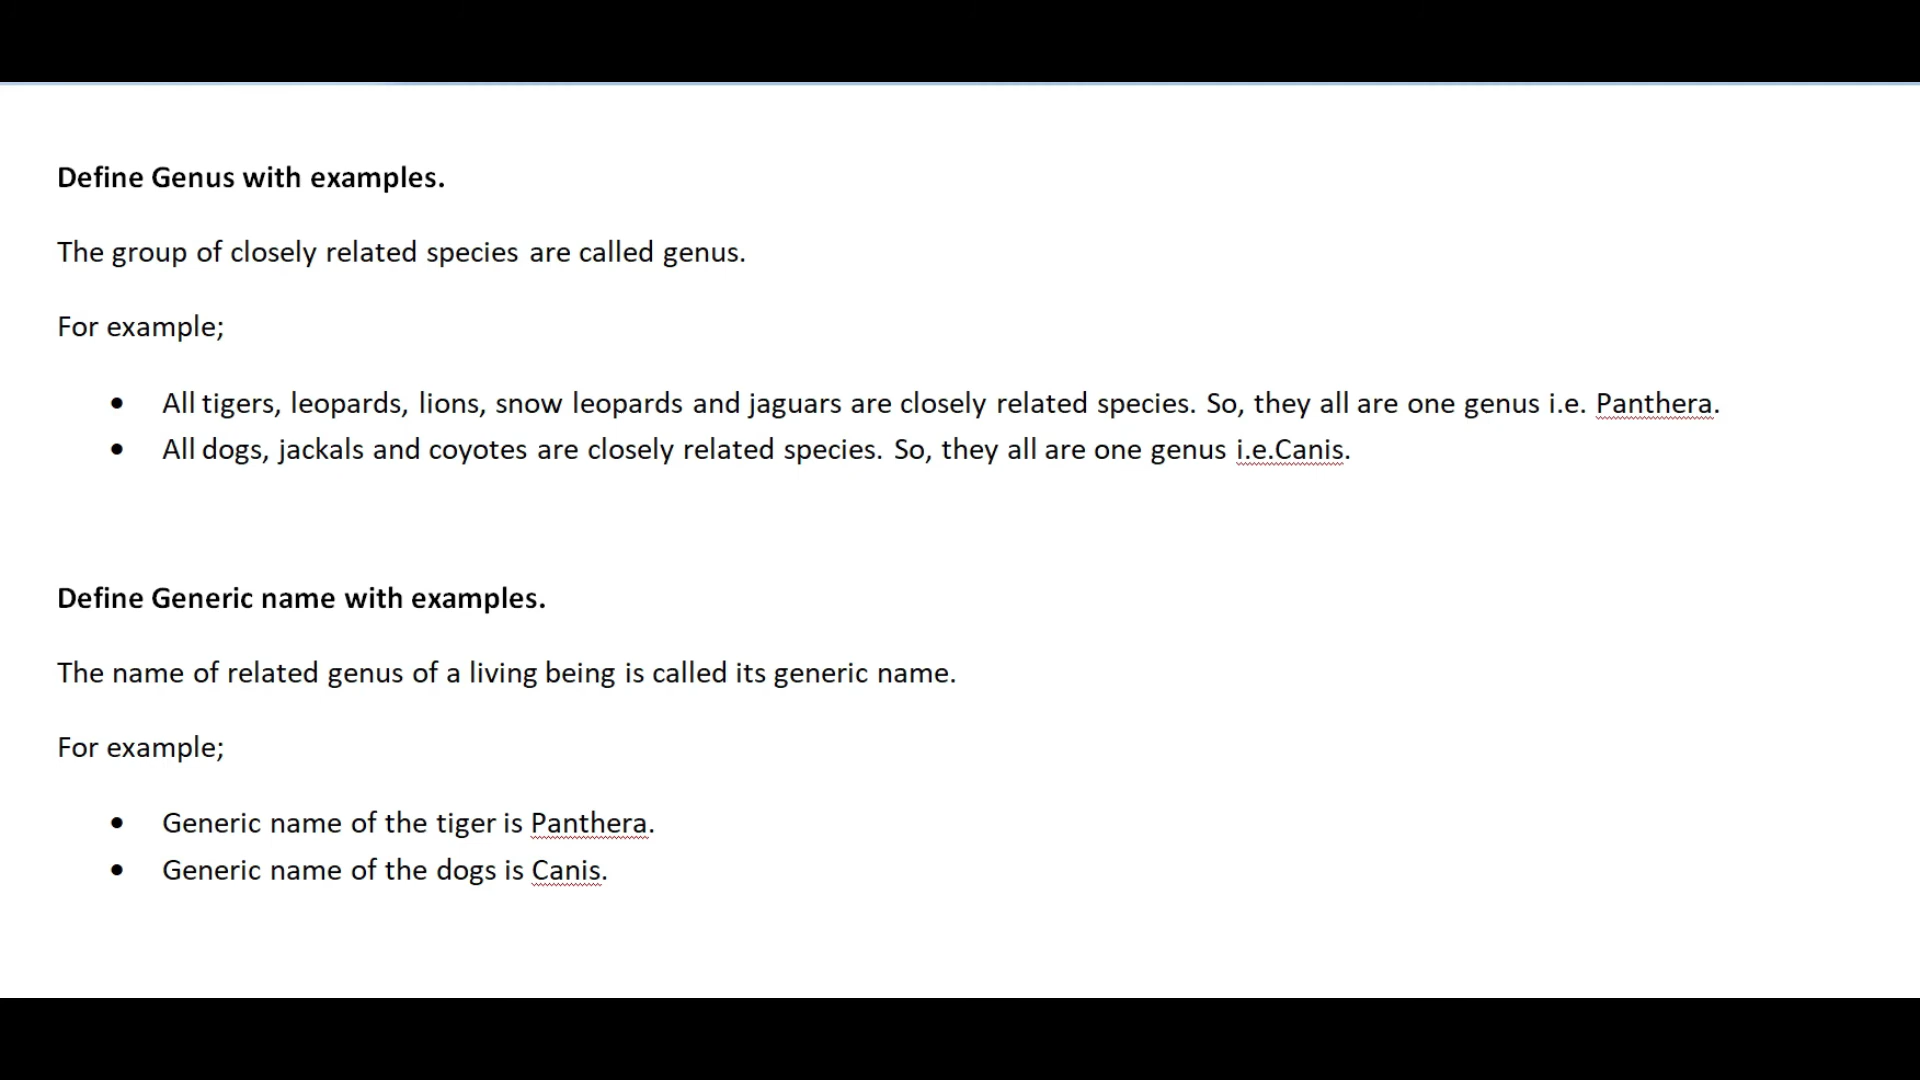 Define Genus with examples.
The group of closely related species are called genus.
For example;
• All tigers, leopards, lions, snow leopards and jaguars are closely related species. So, they all are one genus i.e. Panthera.
• All dogs, jackals and coyotes are closely related species. So, they all are one genus i.e.Canis.
Define Generic name with examples.
The name of related genus of a living being is called its generic name.
For example;
• Generic name of the tiger is Panthera.
• Generic name of the dogs is Canis.